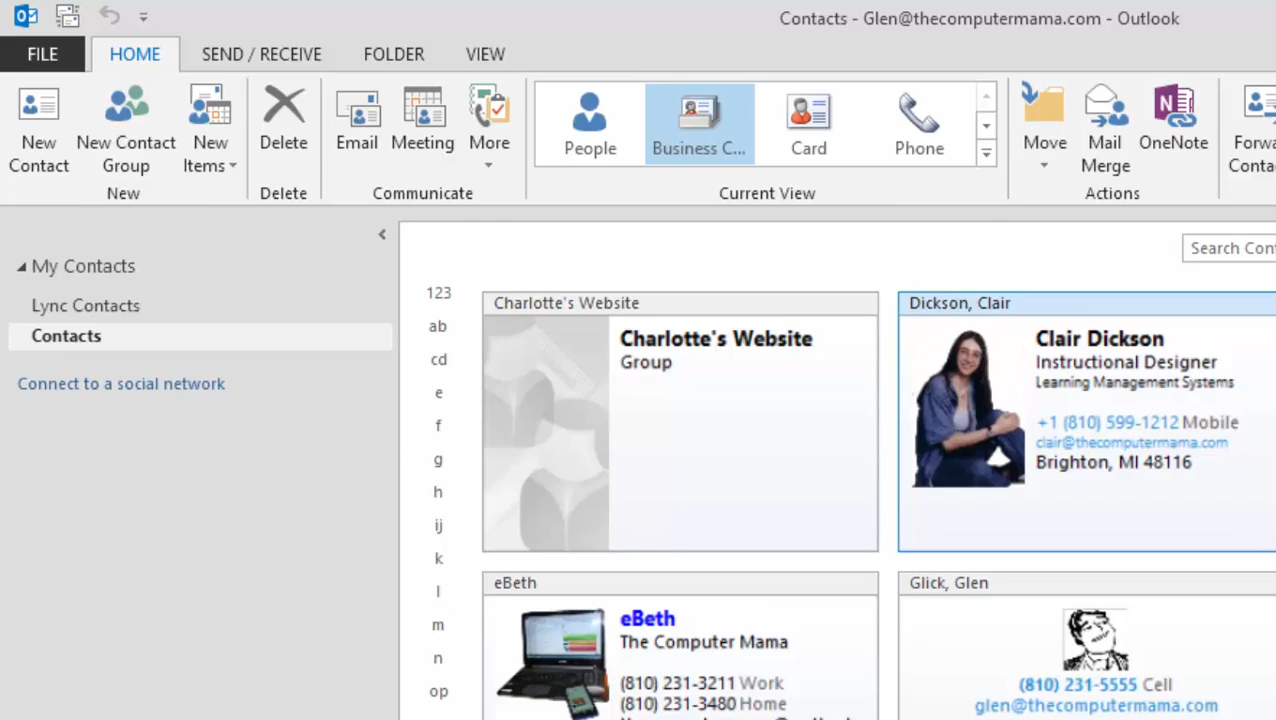 Contacts - Glen@thecomputermama.com - Outlook
FILE HOME SEND / RECEIVE FOLDER VIEW
New Contact
New Contact Group
New Items
Delete
Email
Meeting
More
People
Business C...
Card
Phone
Move
Mail Merge
OneNote
Forwa
Conta
New
Delete
Communicate
Current View
Actions
My Contacts
Lync Contacts
Contacts
Connect to a social network
Search Con
123
ab
cd
e
f
g
h
ij
k
l
m
n
op
Charlotte's Website
Charlotte's Website
Group
Dickson, Clair
Clair Dickson
Instructional Designer
Learning Management Systems
+1 (810) 599-1212 Mobile
clair@thecomputermama.com
Brighton, MI 48116
eBeth
eBeth
The Computer Mama
(810) 231-3211 Work
(810) 231-3480 Home
Glick, Glen
(810) 231-5555 Cell
glen@thecomputermama.com